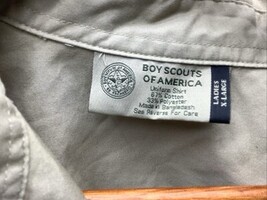 BOY SCOUTS
OF AMERICA
Uniform Shirt
67% Cotton
33% Polyester
Made in Bangladesh
See Reverse For Care
LADIES
X LARGE